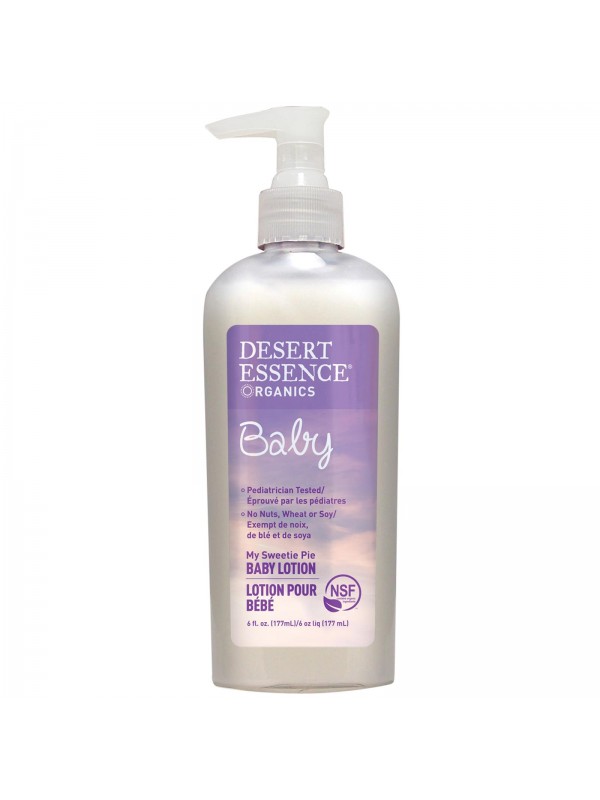 DESERT
ESSENCE®
ORGANICS
Baby
Pediatrician Tested/
Éprouvé par les pédiatres
No Nuts, Wheat or Soy/
Exempt de noix,
de blé et de soya
My Sweetie Pie
BABY LOTION
LOTION POUR
BÉBÉ
NSF
6 fl. oz. (177mL)/6 oz liq (177 mL)